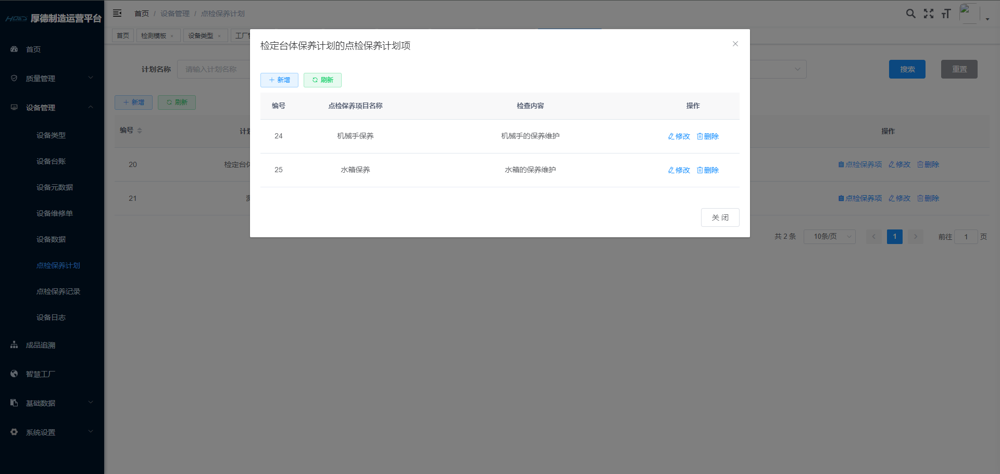 厚德制造运营平台
首页
质量管理
设备管理
设备类型
设备台账
设备元数据
设备维修单
设备数据
点检保养计划
点检保养记录
设备日志
成品追溯
智慧工厂
基础数据
系统设置
首页 / 设备管理 / 点检保养计划
首页 检测模板 × 设备类型 × 工厂
计划名称 请输入计划名称 搜索 重置
+ 新增 刷新
编号 计划 操作
20 检定台体 点检保养项 修改 删除
21 点检保养项 修改 删除
共 2 条 10条/页 1 前往 1 页
检定台体保养计划的点检保养计划项
+ 新增 刷新
编号 点检保养项目名称 检查内容 操作
24 机械手保养 机械手的保养维护 修改 删除
25 水箱保养 水箱的保养维护 修改 删除
关 闭